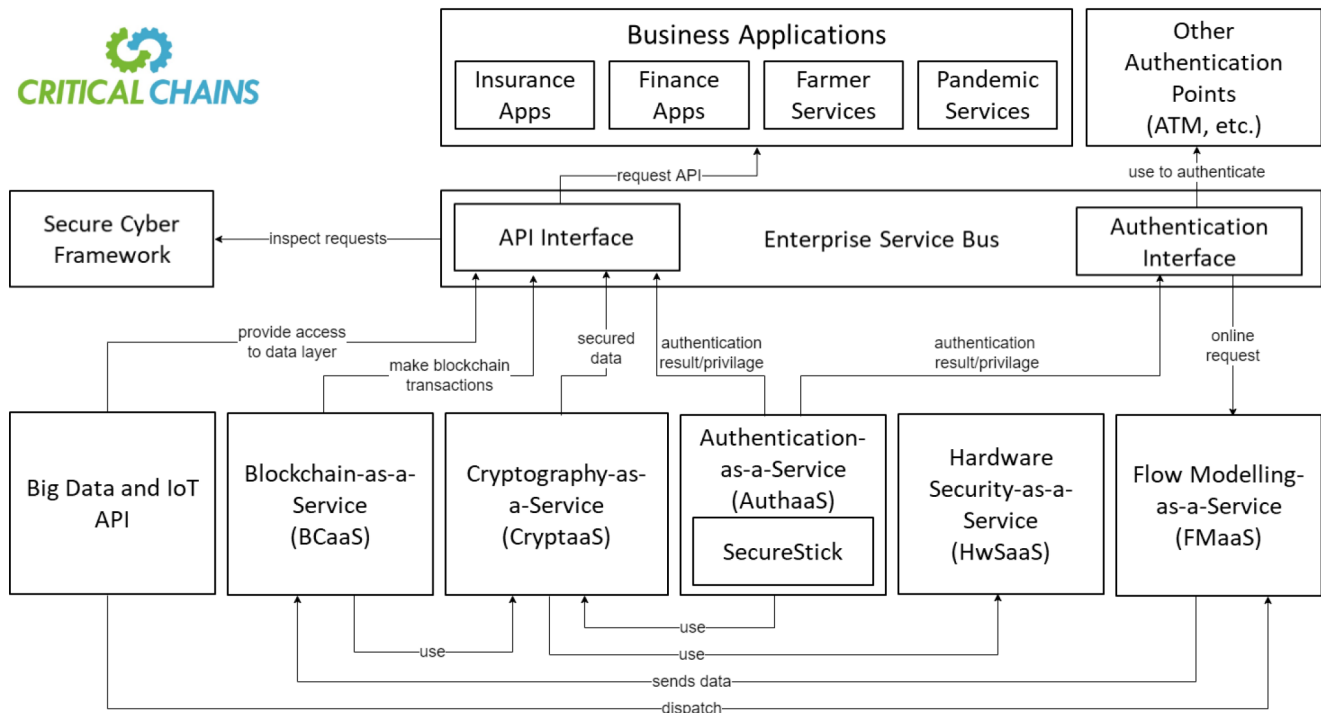 CRITICAL CHAINS
Business Applications
Insurance
Apps
Finance
Apps
Farmer
Services
Pandemic
Services
Other
Authentication
Points
(ATM, etc.)
request API
use to authenticate
Secure Cyber
Framework
inspect requests
API Interface
Enterprise Service Bus
Authentication
Interface
provide access
to data layer
make blockchain
transactions
secured
data
authentication
result/privilage
authentication
result/privilage
online
request
Big Data and IoT
API
Blockchain-as-a-
Service
(BCaaS)
Cryptography-as-
a-Service
(CryptaaS)
Authentication-
as-a-Service
(AuthaaS)
SecureStick
Hardware
Security-as-a-
Service
(HwSaaS)
Flow Modelling-
as-a-Service
(FMaaS)
use
use
use
sends data
dispatch